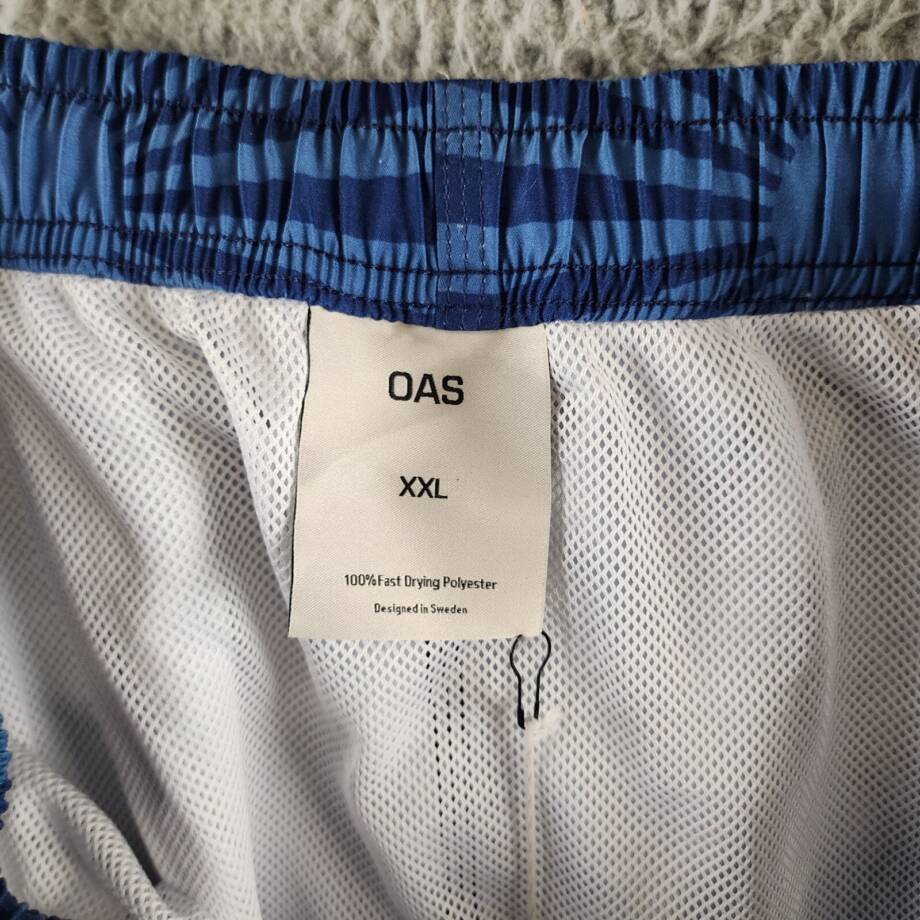 OAS
XXL
100% Fast Drying Polyester
Designed in Sweden